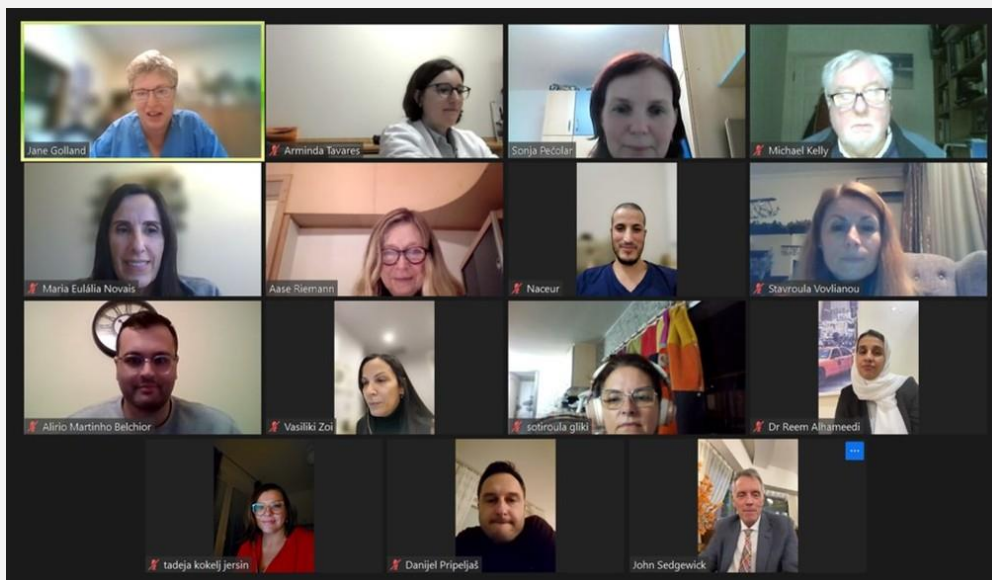 Jane Golland
Arminda Tavares
Sonja Pečolar
Michael Kelly
Maria Eulália Novais
Aase Riemann
Naceur
Stavroula Vovlianou
Alirio Martinho Belchior
Vasiliki Zoi
sotiroula gliki
Dr Reem Alhameedi
tadeja kokelj jersin
Danijel Pripeljaš
John Sedgewick